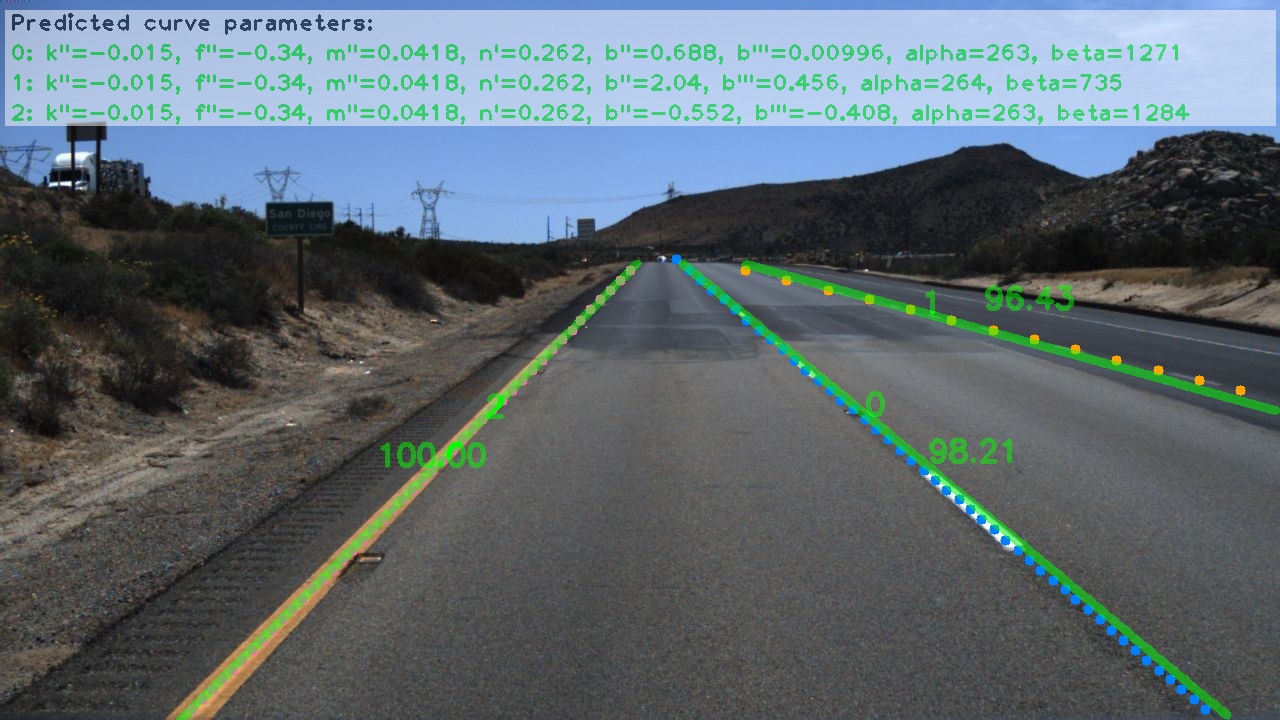 Predicted curve parameters:
0: k''=-0.015, f''=-0.34, m''=0.0418, n'=0.262, b''=0.688, b'''=0.00996, alpha=263, beta=1271
1: k''=-0.015, f''=-0.34, m''=0.0418, n'=0.262, b''=2.04, b'''=0.456, alpha=264, beta=735
2: k''=-0.015, f''=-0.34, m''=0.0418, n'=0.262, b''=-0.552, b'''=-0.408, alpha=263, beta=1284
San Diego
COUNTY LINE
1 96.43
2
0
100.00
98.21